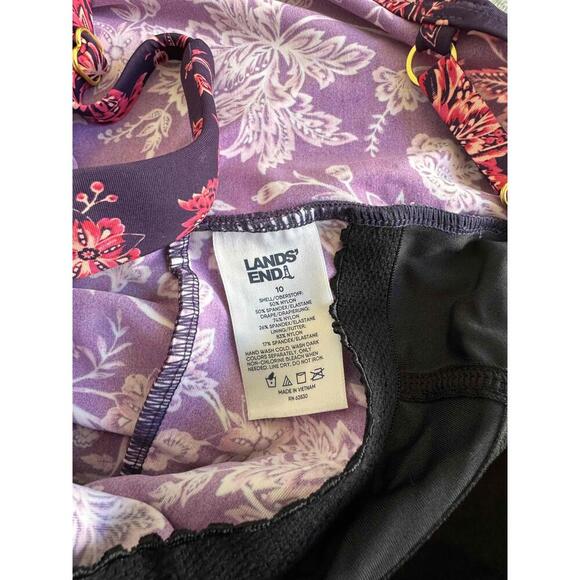 LANDS'
END
10
SHELL/OBERSTOFF:
50% NYLON
50% SPANDEX/ELASTANE
DRAPE/DRAPIERUNG:
74% NYLON
26% SPANDEX/ELASTANE
LINING/FUTTER:
83% NYLON
17% SPANDEX/ELASTANE
HAND WASH COLD, WASH DARK
COLORS SEPARATELY. ONLY
NON-CHLORINE BLEACH WHEN
NEEDED. LINE DRY. DO NOT IRON.
MADE IN VIETNAM
RN 62830